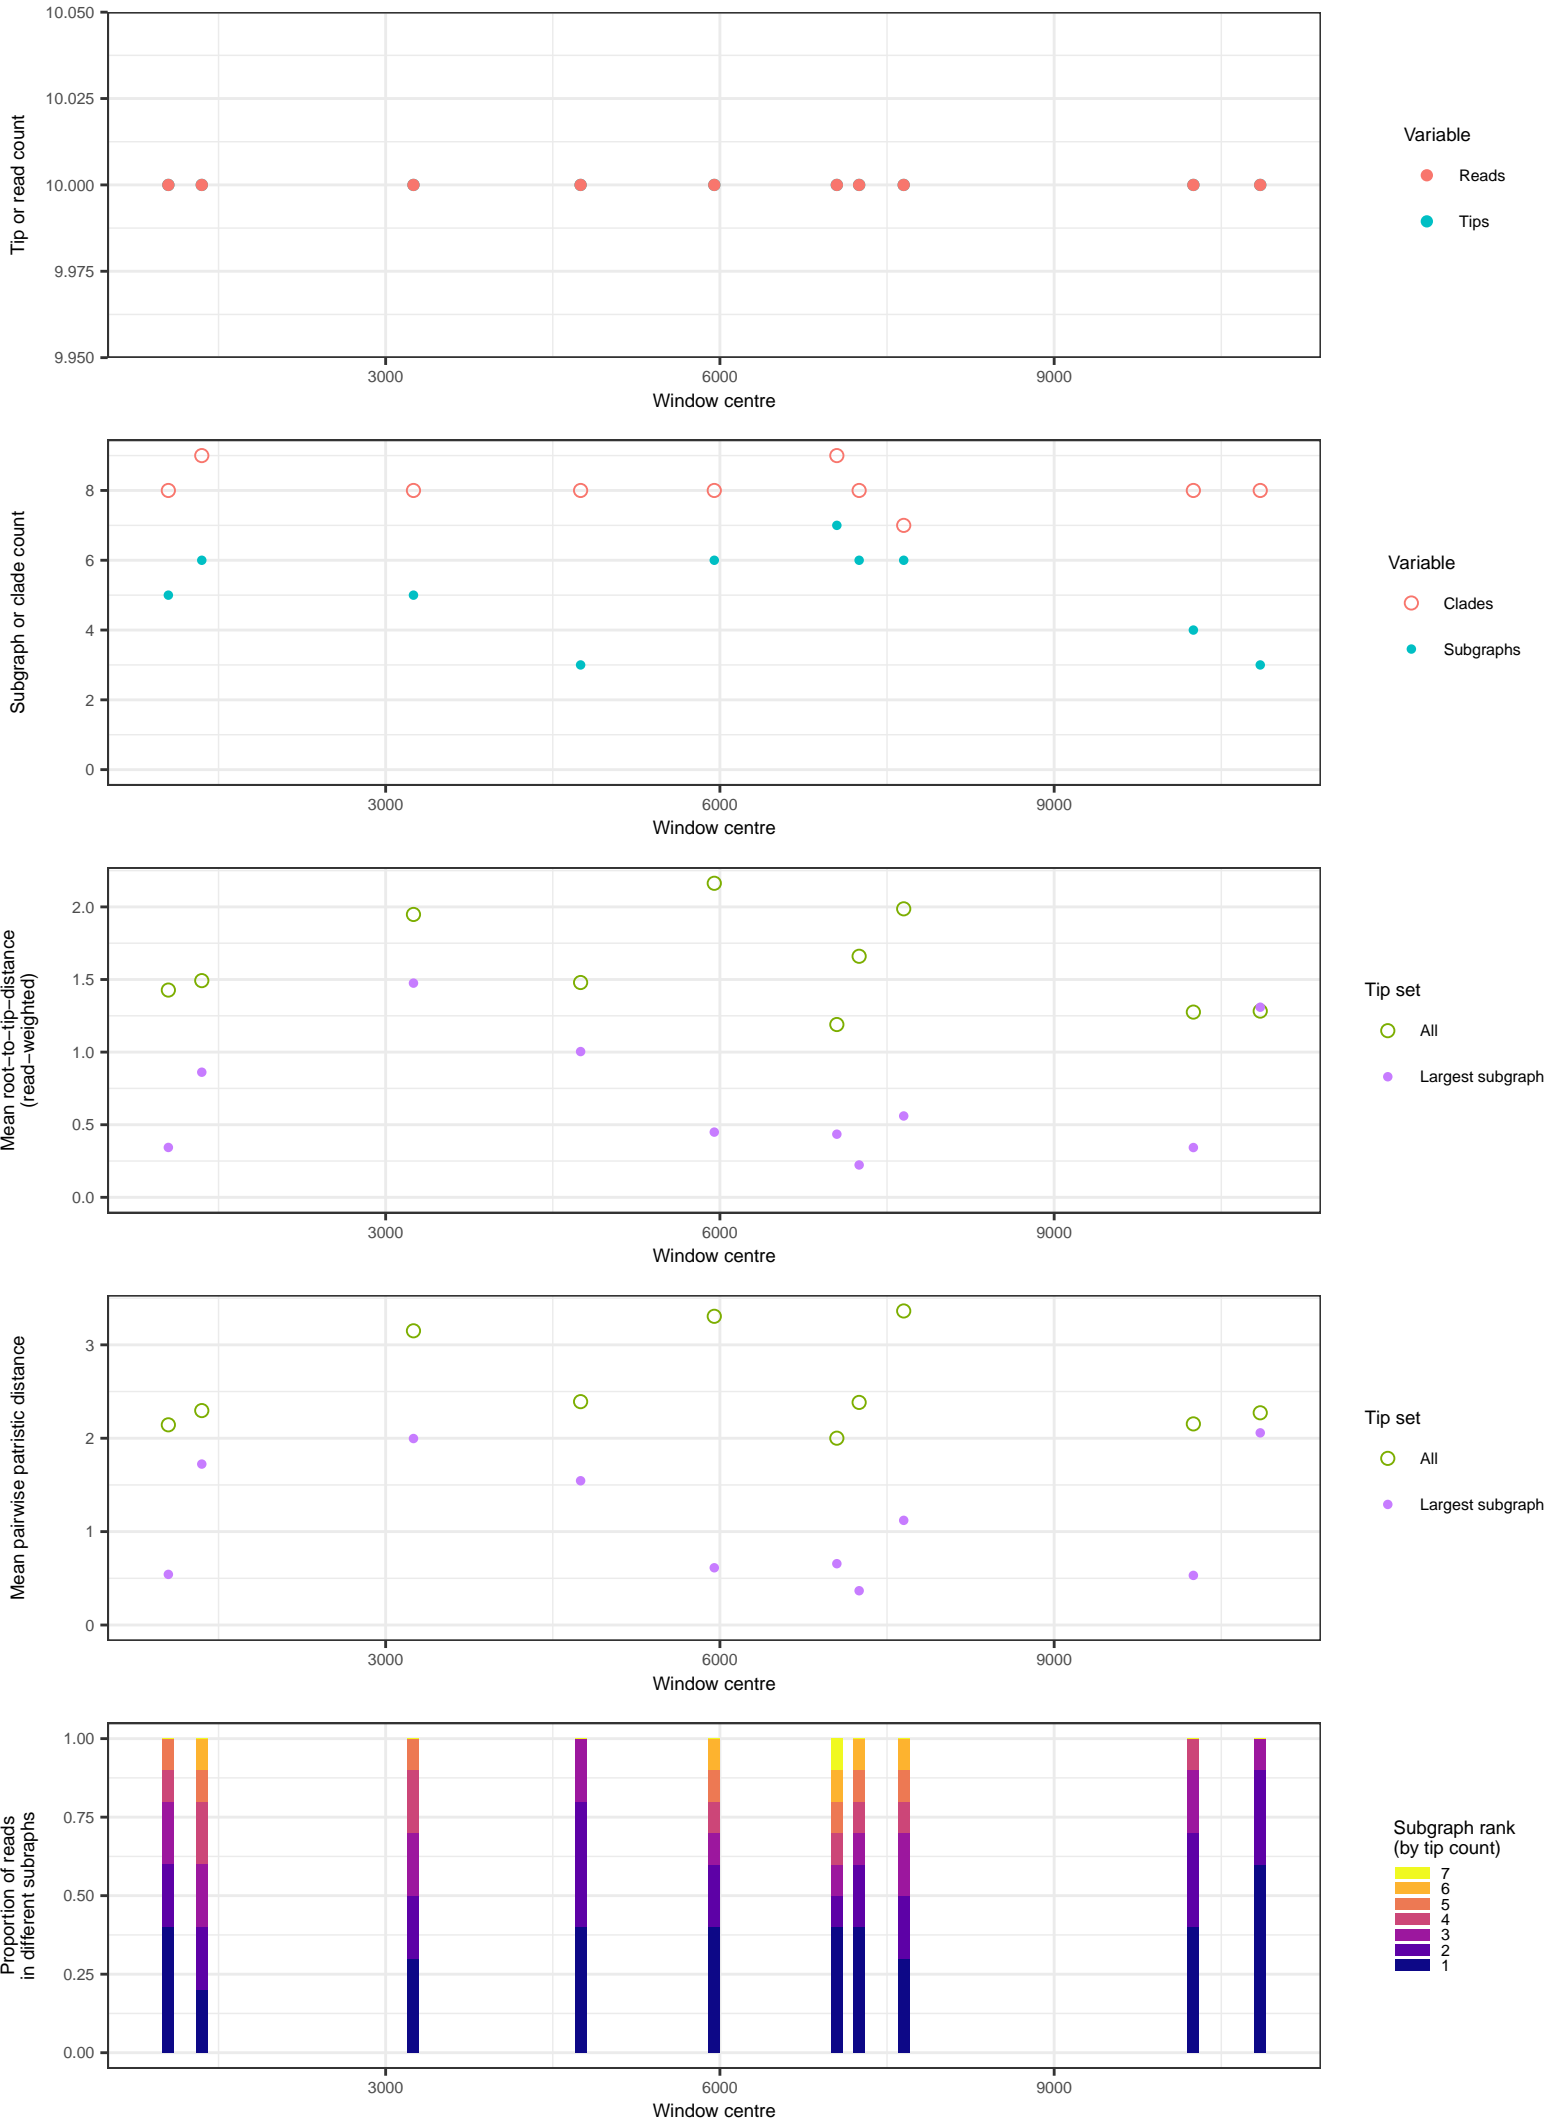 10.050
10.025
10.000
9.975
9.950
Tip or read count
3000
6000
9000
Window centre
Variable
Reads
Tips
8
6
4
2
0
Subgraph or clade count
3000
6000
9000
Window centre
Variable
Clades
Subgraphs
2.0
1.5
1.0
0.5
0.0
Mean root−to−tip−distance
(read−weighted)
3000
6000
9000
Window centre
Tip set
All
Largest subgraph
3
2
1
0
Mean pairwise patristic distance
3000
6000
9000
Window centre
Tip set
All
Largest subgraph
1.00
0.75
0.50
0.25
0.00
Proportion of reads
in different subraphs
3000
6000
9000
Window centre
Subgraph rank
(by tip count)
7
6
5
4
3
2
1